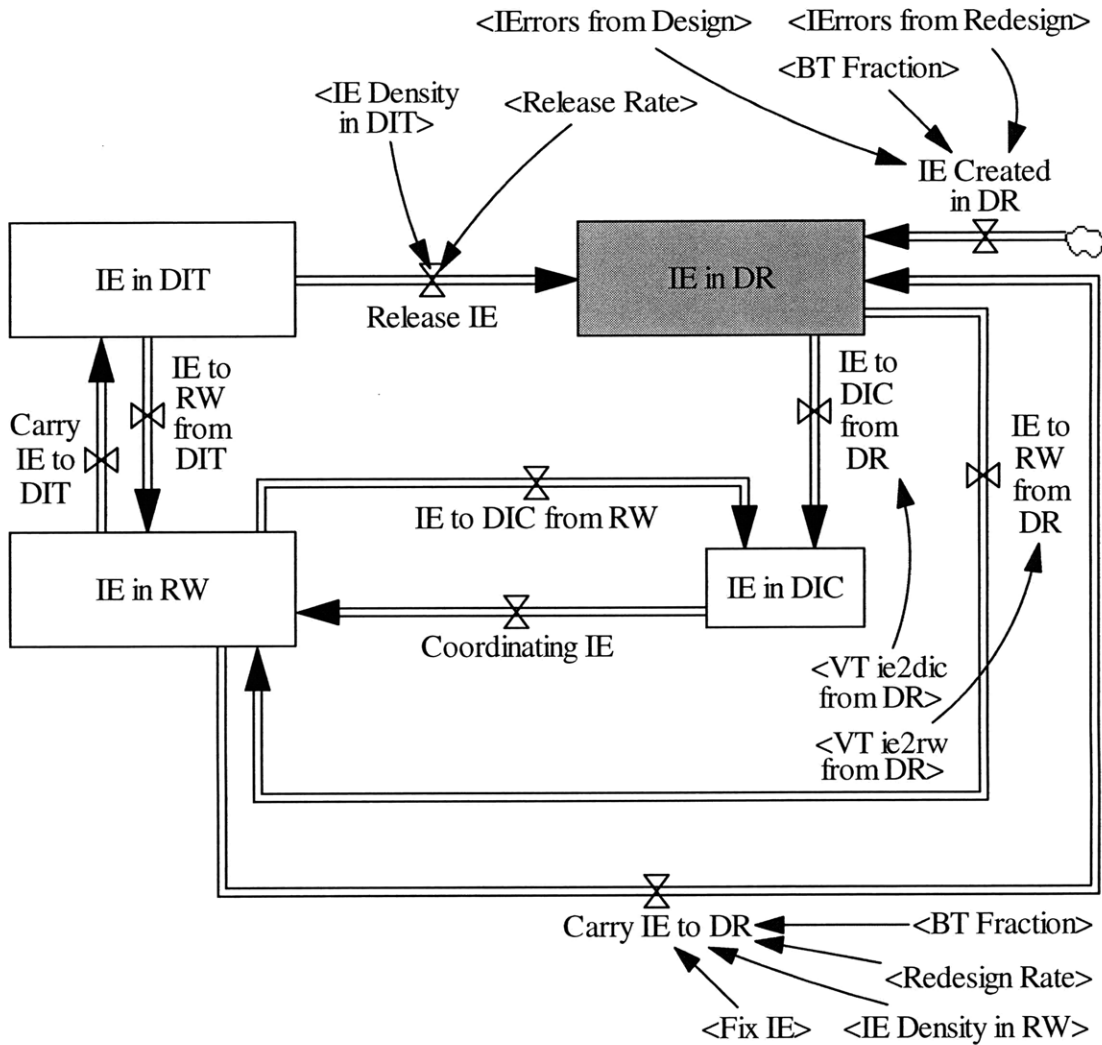 <IErrors from Design>
<IErrors from Redesign>
<BT Fraction>
<IE Density
in DIT>
<Release Rate>
IE Created
in DR
IE in DIT
IE in DR
Release IE
Carry
IE to
DIT
IE to
RW
from
DIT
IE to
DIC
from
DR
IE to
RW
from
DR
IE to DIC from RW
IE in RW
IE in DIC
Coordinating IE
<VT ie2dic
from DR>
<VT ie2rw
from DR>
Carry IE to DR
<BT Fraction>
<Redesign Rate>
<Fix IE>
<IE Density in RW>